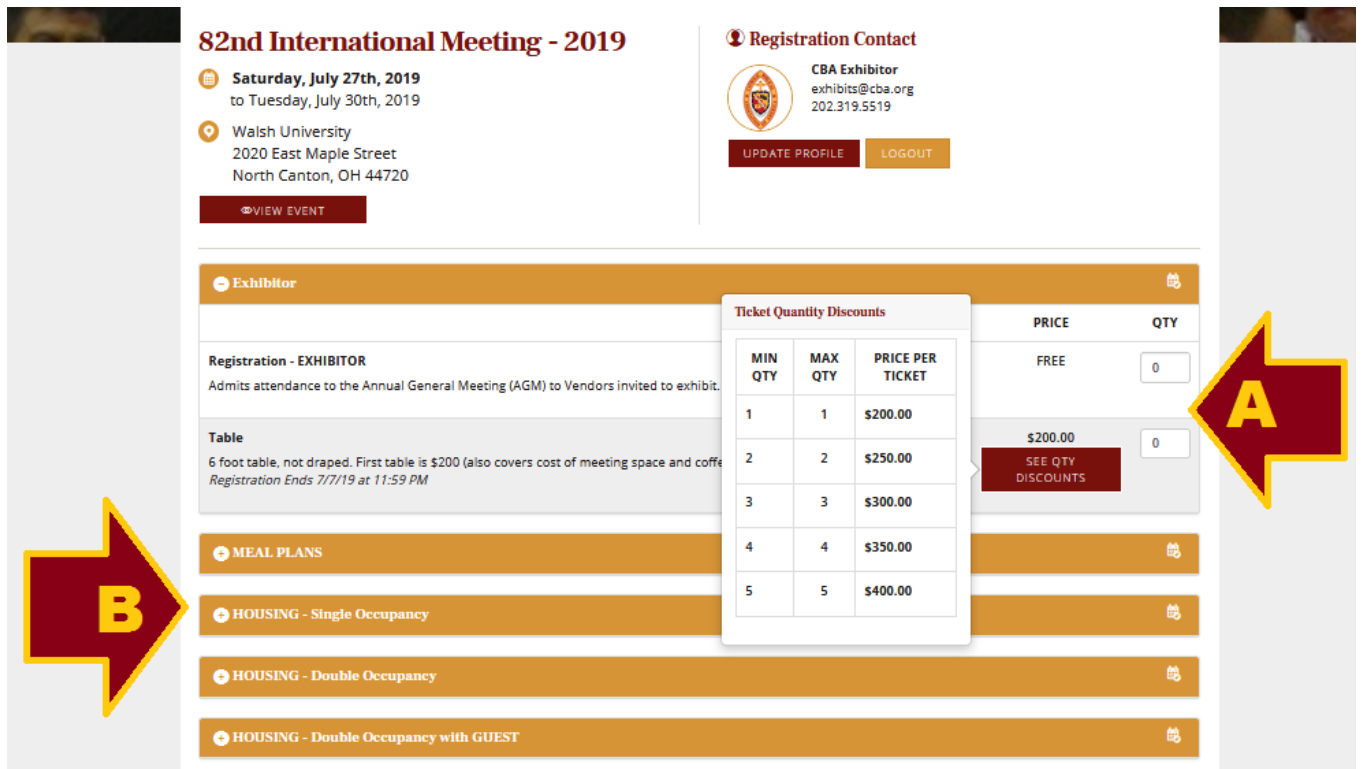 82nd International Meeting - 2019
Saturday, July 27th, 2019
to Tuesday, July 30th, 2019
Walsh University
2020 East Maple Street
North Canton, OH 44720
VIEW EVENT
Registration Contact
CBA Exhibitor
exhibits@cba.org
202.319.5519
UPDATE PROFILE
LOGOUT
Exhibitor
PRICE QTY
Registration - EXHIBITOR
Admits attendance to the Annual General Meeting (AGM) to Vendors invited to exhibit.
FREE
0
Table
6 foot table, not draped. First table is $200 (also covers cost of meeting space and coffe
Registration Ends 7/7/19 at 11:59 PM
$200.00
SEE QTY
DISCOUNTS
0
Ticket Quantity Discounts
MIN QTY MAX QTY PRICE PER TICKET
1 1 $200.00
2 2 $250.00
3 3 $300.00
4 4 $350.00
5 5 $400.00
A
B
MEAL PLANS
HOUSING - Single Occupancy
HOUSING - Double Occupancy
HOUSING - Double Occupancy with GUEST